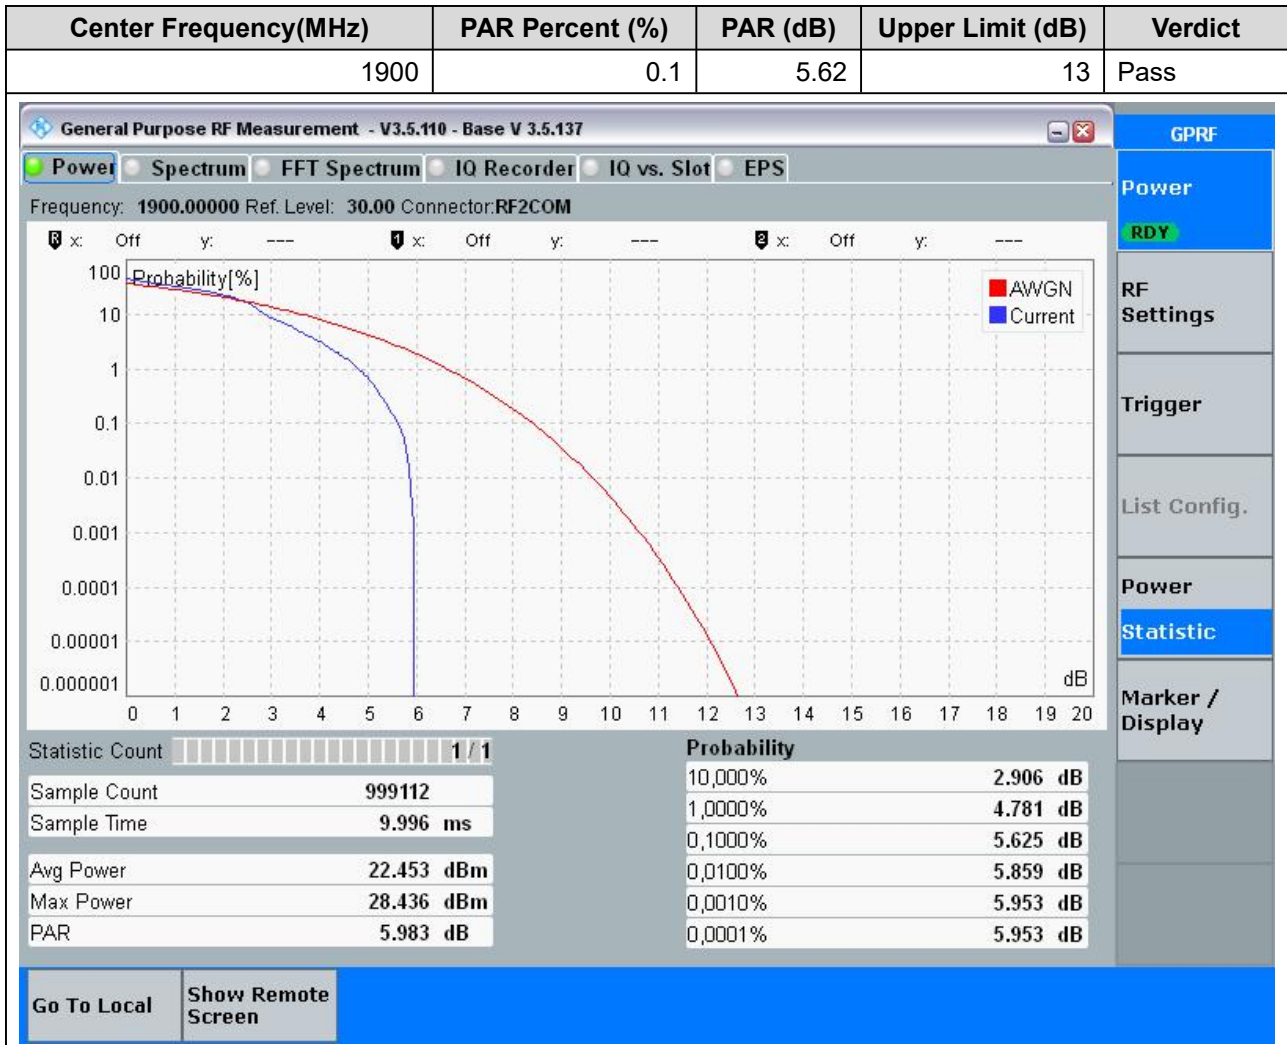 Center Frequency(MHz) PAR Percent (%) PAR (dB) Upper Limit (dB) Verdict
1900 0.1 5.62 13 Pass
General Purpose RF Measurement - V3.5.110 - Base V 3.5.137
GPRF
Power Spectrum FFT Spectrum IQ Recorder IQ vs. Slot EPS
Power
RDY
Frequency: 1900.00000 Ref. Level: 30.00 Connector:RF2COM
R x: Off y: --- 1 x: Off y: --- 2 x: Off y: ---
Probability[%]
AWGN
Current
100
10
1
0.1
0.01
0.001
0.0001
0.00001
0.000001
dB
0 1 2 3 4 5 6 7 8 9 10 11 12 13 14 15 16 17 18 19 20
RF
Settings
Trigger
List Config.
Power
Statistic
Marker /
Display
Statistic Count 1 / 1
Sample Count 999112
Sample Time 9.996 ms
Avg Power 22.453 dBm
Max Power 28.436 dBm
PAR 5.983 dB
Probability
10,000% 2.906 dB
1,0000% 4.781 dB
0,1000% 5.625 dB
0,0100% 5.859 dB
0,0010% 5.953 dB
0,0001% 5.953 dB
Go To Local
Show Remote
Screen